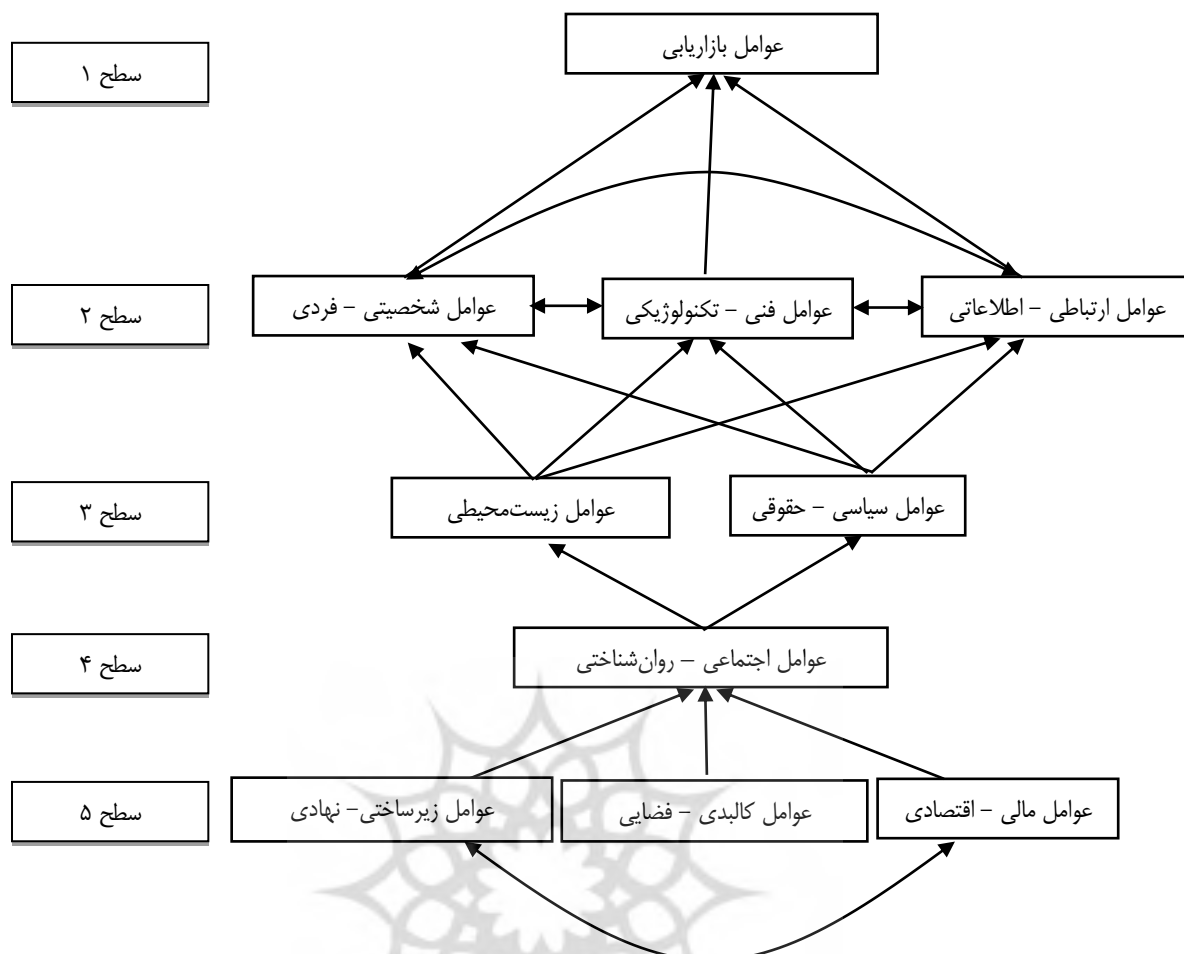 عوامل بازاریابی
سطح ۱
عوامل ارتباطی – اطلاعاتی
عوامل فنی – تکنولوژیکی
عوامل شخصیتی – فردی
سطح ۲
عوامل سیاسی – حقوقی
عوامل زیست‌محیطی
سطح ۳
عوامل اجتماعی – روان‌شناختی
سطح ۴
عوامل مالی – اقتصادی
عوامل کالبدی – فضایی
عوامل زیرساختی– نهادی
سطح ۵